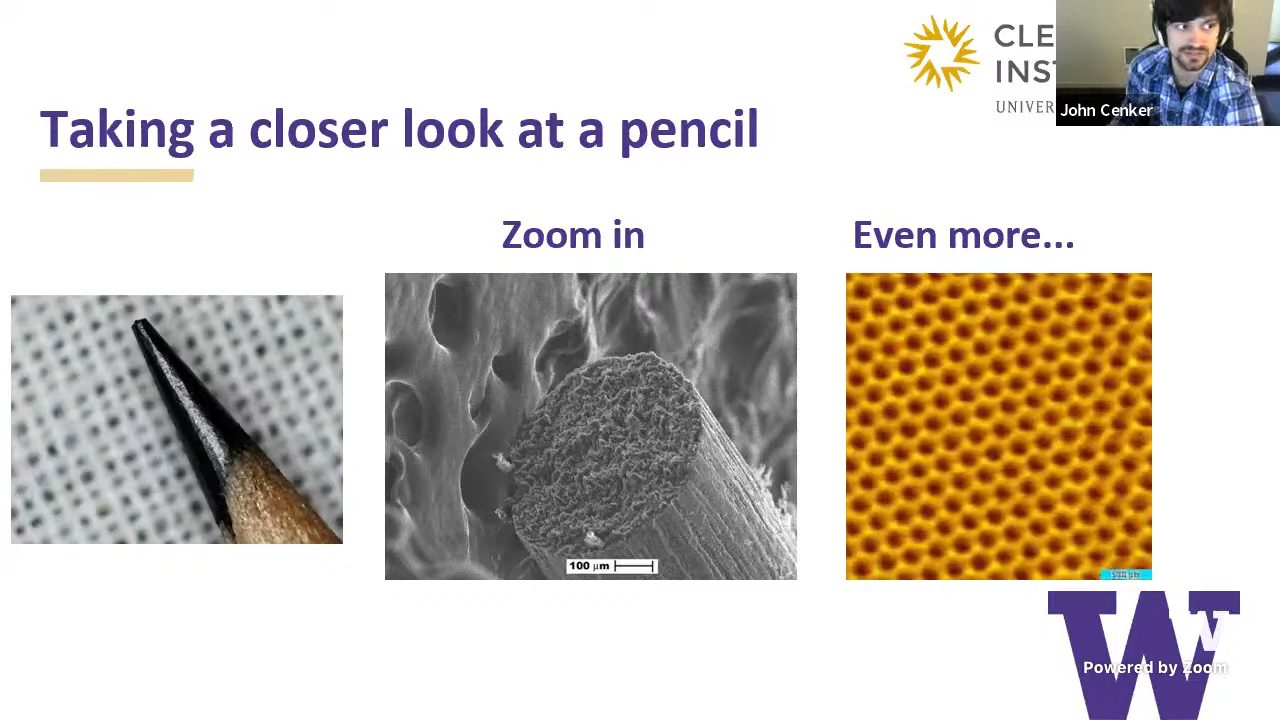 CLE
INST
UNIVER
John Cenker
Taking a closer look at a pencil
Zoom in
Even more...
100 µm
W
W
Powered by Zoom